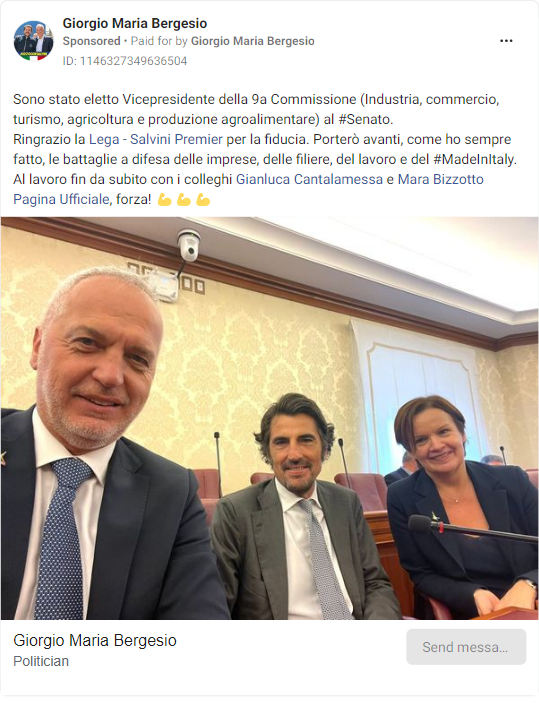 Giorgio Maria Bergesio
Sponsored • Paid for by Giorgio Maria Bergesio
ID: 1146327349636504
Sono stato eletto Vicepresidente della 9a Commissione (Industria, commercio,
turismo, agricoltura e produzione agroalimentare) al #Senato.
Ringrazio la Lega - Salvini Premier per la fiducia. Porterò avanti, come ho sempre
fatto, le battaglie a difesa delle imprese, delle filiere, del lavoro e del #MadeInItaly.
Al lavoro fin da subito con i colleghi Gianluca Cantalamessa e Mara Bizzotto
Pagina Ufficiale, forza! 💪 💪 💪
Giorgio Maria Bergesio
Politician
Send messa...